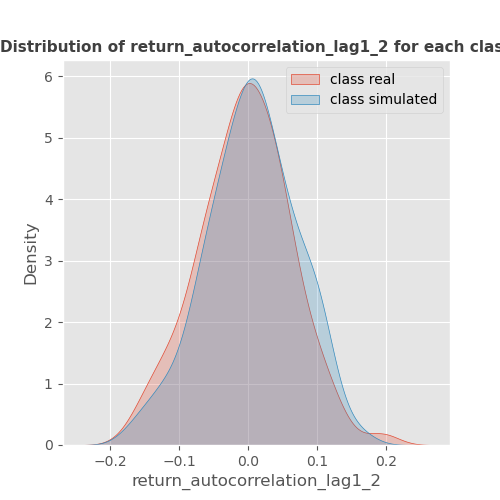 Distribution of return_autocorrelation_lag1_2 for each clas
class real
class simulated
6
5
4
3
2
1
0
Density
−0.2 −0.1 0.0 0.1 0.2
return_autocorrelation_lag1_2